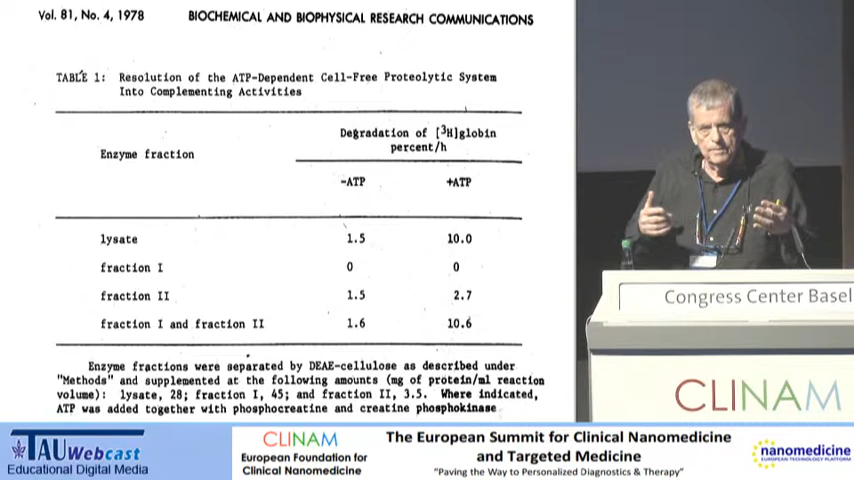 Vol. 81, No. 4, 1978 BIOCHEMICAL AND BIOPHYSICAL RESEARCH COMMUNICATIONS
TABLE 1: Resolution of the ATP-Dependent Cell-Free Proteolytic System
Into Complementing Activities
Degradation of [³H]globin
Enzyme fraction percent/h
-ATP +ATP
lysate 1.5 10.0
fraction I 0 0
fraction II 1.5 2.7
fraction I and fraction II 1.6 10.6
Enzyme fractions were separated by DEAE-cellulose as described under
"Methods" and supplemented at the following amounts (mg of protein/ml reaction
volume): lysate, 28; fraction I, 45; and fraction II, 3.5. Where indicated,
ATP was added together with phosphocreatine and creatine phosphokinase
Congress Center Basel
CLINAM
TAU Webcast
Educational Digital Media
CLINAM
European Foundation for
Clinical Nanomedicine
The European Summit for Clinical Nanomedicine
and Targeted Medicine
"Paving the Way to Personalized Diagnostics & Therapy"
nanomedicine
EUROPEAN TECHNOLOGY PLATFORM